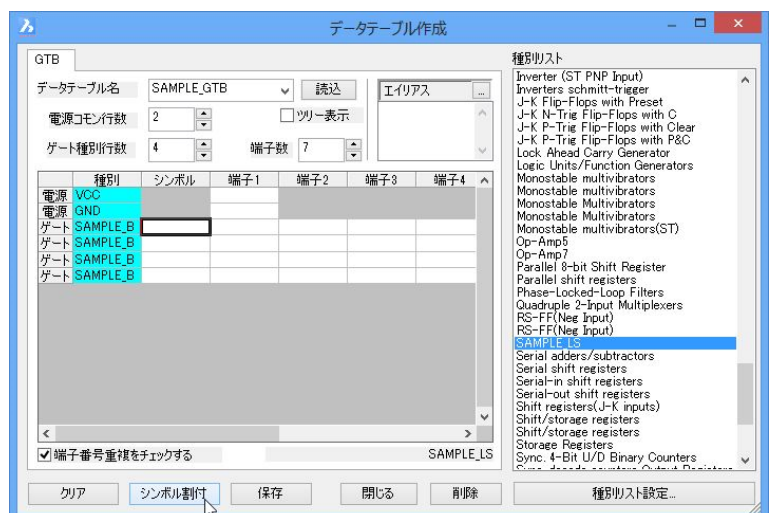 データテーブル作成
GTB
データテーブル名 SAMPLE_GTB 読込 エイリアス ...
電源コモン行数 2 ツリー表示
ゲート種別行数 4 端子数 7
種別 シンボル 端子1 端子2 端子3 端子4
電源 VCC
電源 GND
ゲート SAMPLE_B
ゲート SAMPLE_B
ゲート SAMPLE_B
ゲート SAMPLE_B
端子番号重複をチェックする SAMPLE_LS
クリア シンボル割付 保存 閉じる 削除
種別リスト
Inverter (ST PNP Input)
Inverters schmitt-trigger
J-K Flip-Flops with Preset
J-K N-Trig Flip-Flops with C
J-K P-Trig Flip-Flops with Clear
J-K P-Trig Flip-Flops with P&C
Lock Ahead Carry Generator
Logic Units/Function Generators
Monostable multivibrators
Monostable Multivibrators
Monostable Multivibrators
Monostable Multivibrators
Monostable multivibrators(ST)
Op-Amp5
Op-Amp7
Parallel 8-bit Shift Register
Parallel shift registers
Phase-Locked-Loop Filters
Quadruple 2-Input Multiplexers
RS-FF(Neg Input)
RS-FF(Neg Input)
SAMPLE_LS
Serial adders/subtractors
Serial shift registers
Serial-in shift registers
Serial-out shift registers
Shift registers(J-K inputs)
Shift/storage registers
Shift/storage registers
Storage Registers
Sync. 4-Bit U/D Binary Counters
種別リスト設定...